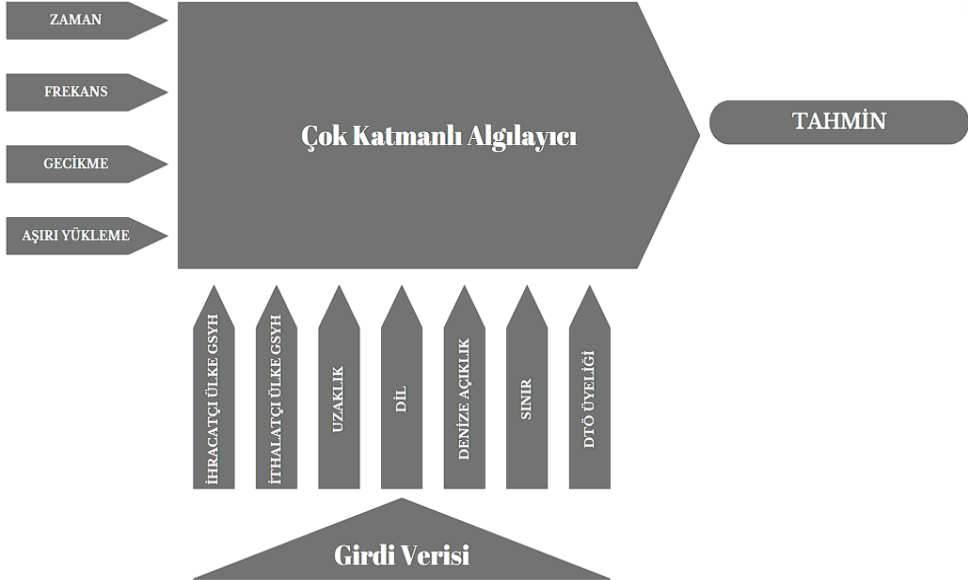 ZAMAN
FREKANS
GECİKME
AŞIRI YÜKLEME
Çok Katmanlı Algılayıcı
TAHMİN
İHRACATÇI ÜLKE GSYH
İTHALATÇI ÜLKE GSYH
UZAKLIK
DİL
DENİZE AÇIKLIK
SINIR
DTÖ ÜYELİĞİ
Girdi Verisi